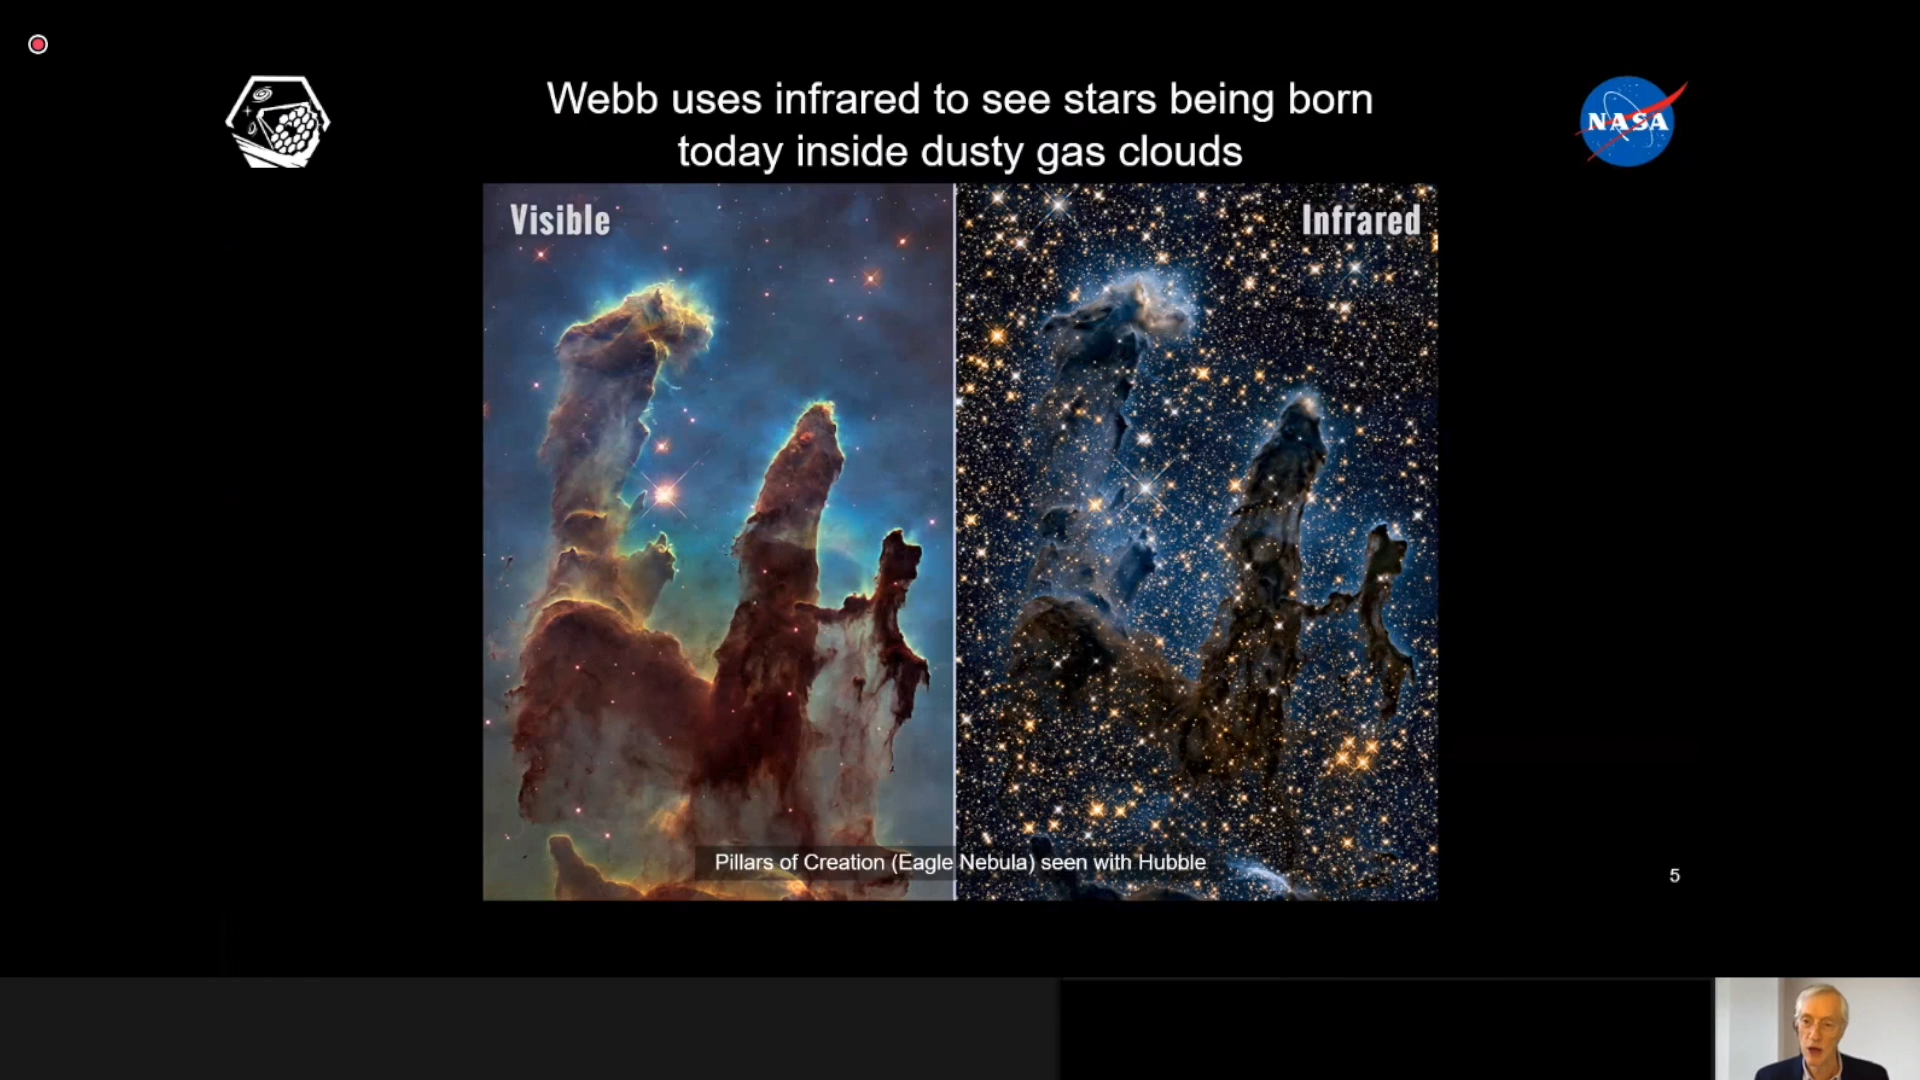 Webb uses infrared to see stars being born
today inside dusty gas clouds
NASA
Visible
Infrared
Pillars of Creation (Eagle Nebula) seen with Hubble
5